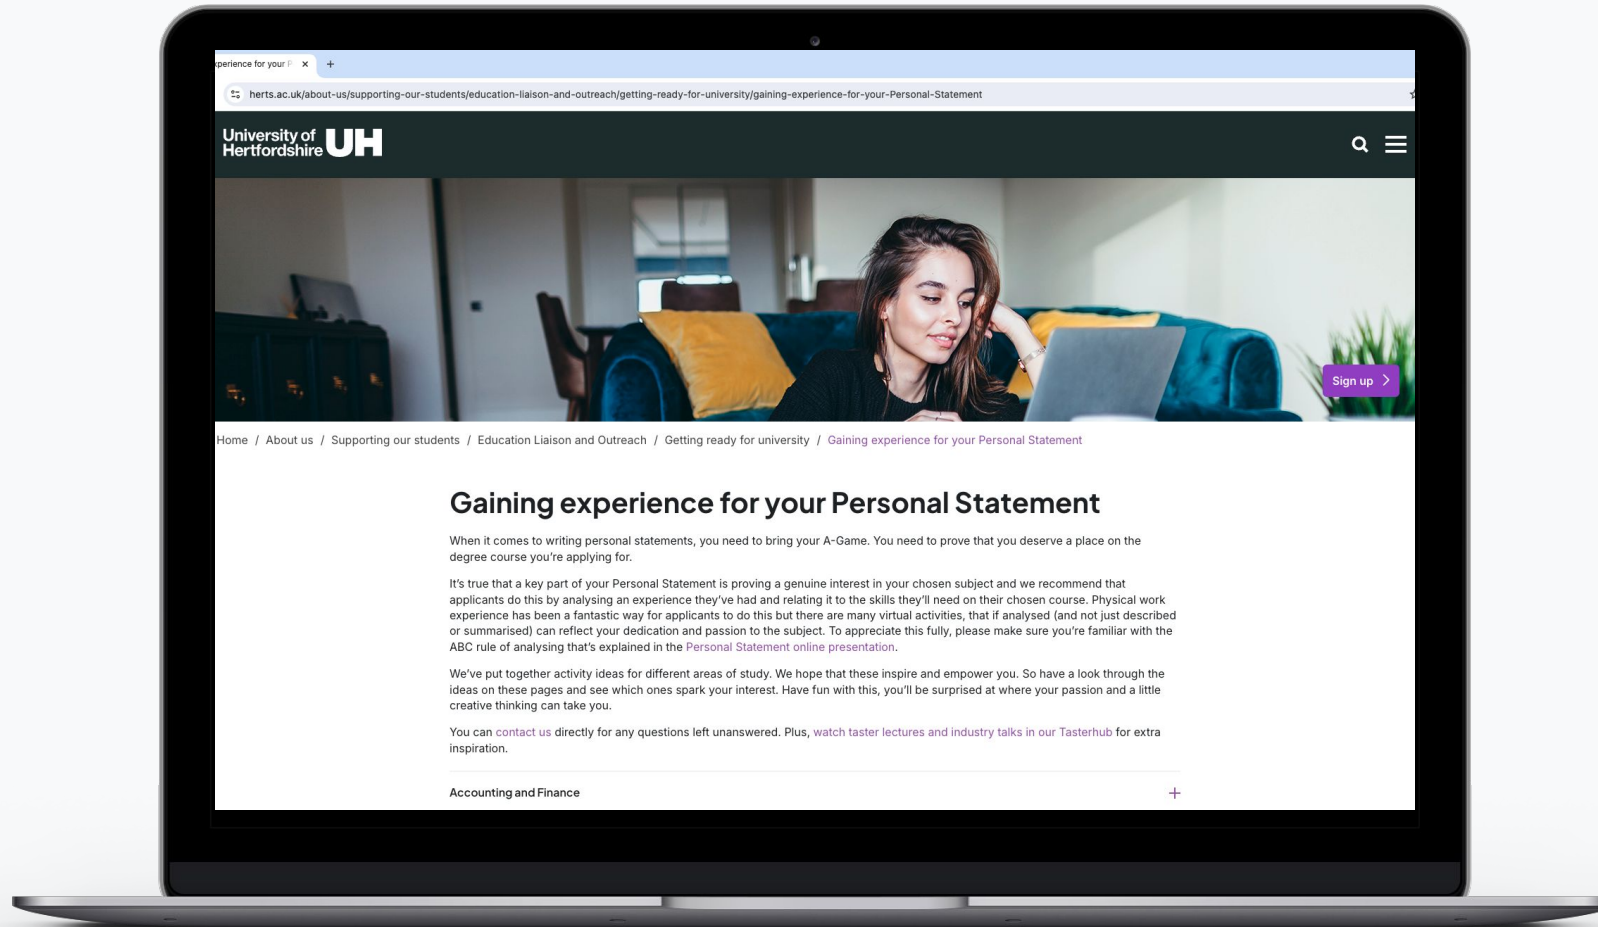 xperience for your P
herts.ac.uk/about-us/supporting-our-students/education-liaison-and-outreach/getting-ready-for-university/gaining-experience-for-your-Personal-Statement
University of
Hertfordshire UH
Sign up
Home / About us / Supporting our students / Education Liaison and Outreach / Getting ready for university / Gaining experience for your Personal Statement
Gaining experience for your Personal Statement
When it comes to writing personal statements, you need to bring your A-Game. You need to prove that you deserve a place on the
degree course you’re applying for.
It’s true that a key part of your Personal Statement is proving a genuine interest in your chosen subject and we recommend that
applicants do this by analysing an experience they’ve had and relating it to the skills they’ll need on their chosen course. Physical work
experience has been a fantastic way for applicants to do this but there are many virtual activities, that if analysed (and not just described
or summarised) can reflect your dedication and passion to the subject. To appreciate this fully, please make sure you’re familiar with the
ABC rule of analysing that’s explained in the Personal Statement online presentation.
We’ve put together activity ideas for different areas of study. We hope that these inspire and empower you. So have a look through the
ideas on these pages and see which ones spark your interest. Have fun with this, you’ll be surprised at where your passion and a little
creative thinking can take you.
You can contact us directly for any questions left unanswered. Plus, watch taster lectures and industry talks in our Tasterhub for extra
inspiration.
Accounting and Finance